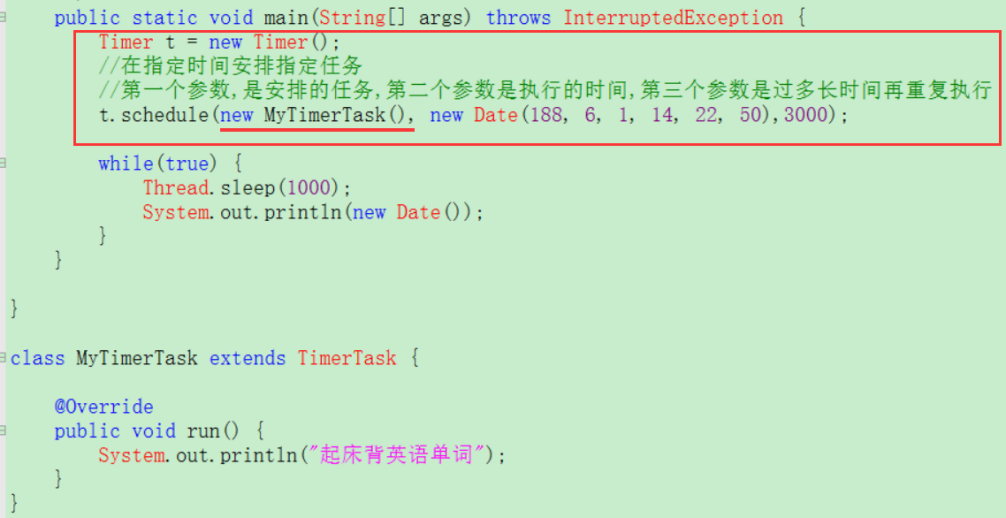 public static void main(String[] args) throws InterruptedException {
Timer t = new Timer();
//在指定时间安排指定任务
//第一个参数,是安排的任务,第二个参数是执行的时间,第三个参数是过多长时间再重复执行
t.schedule(new MyTimerTask(), new Date(188, 6, 1, 14, 22, 50),3000);
while(true) {
Thread.sleep(1000);
System.out.println(new Date());
}
}
}
class MyTimerTask extends TimerTask {
@Override
public void run() {
System.out.println("起床背英语单词");
}
}